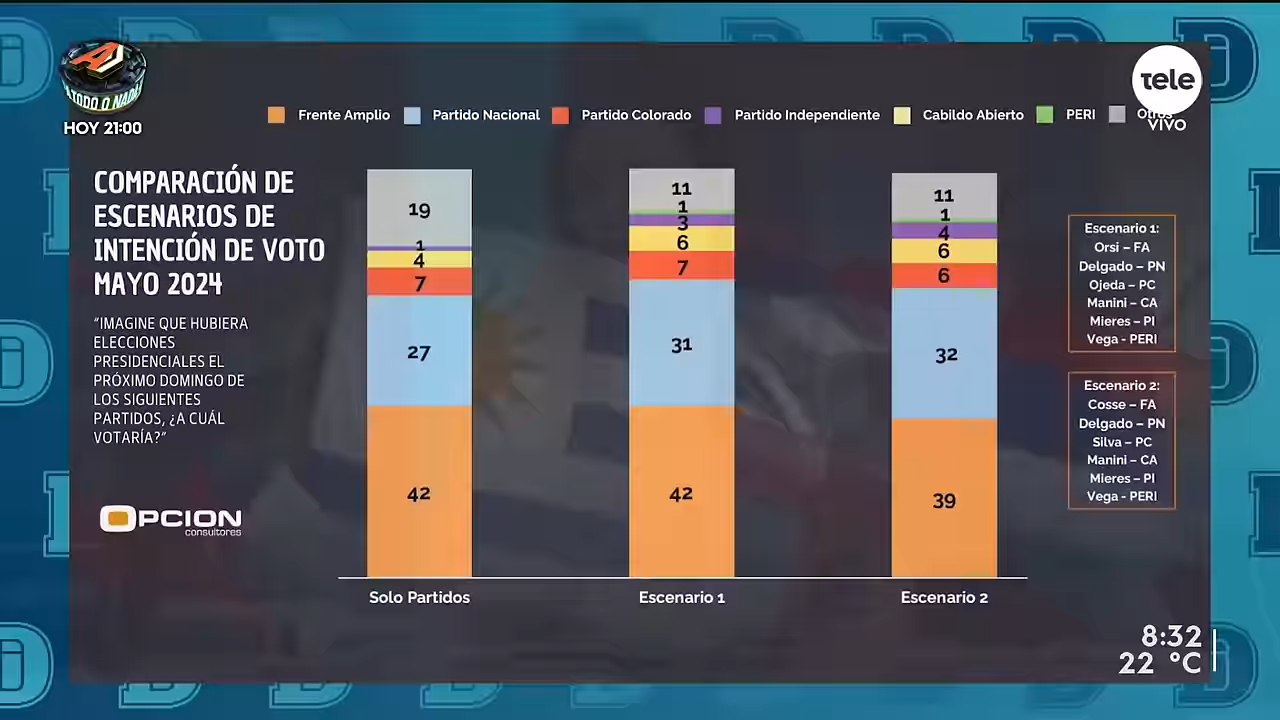 A TODO O NADA
HOY 21:00
tele
VIVO
Frente Amplio
Partido Nacional
Partido Colorado
Partido Independiente
Cabildo Abierto
PERI
Otros
COMPARACIÓN DE
ESCENARIOS DE
INTENCIÓN DE VOTO
MAYO 2024
“IMAGINE QUE HUBIERA
ELECCIONES
PRESIDENCIALES EL
PRÓXIMO DOMINGO DE
LOS SIGUIENTES
PARTIDOS, ¿A CUÁL
VOTARÍA?”
OPCION
consultores
19
1
4
7
27
42
Solo Partidos
11
1
3
6
7
31
42
Escenario 1
11
1
4
6
6
32
39
Escenario 2
Escenario 1:
Orsi – FA
Delgado – PN
Ojeda – PC
Manini – CA
Mieres – PI
Vega - PERI
Escenario 2:
Cosse – FA
Delgado – PN
Silva – PC
Manini – CA
Mieres – PI
Vega - PERI
8:32
22 °C